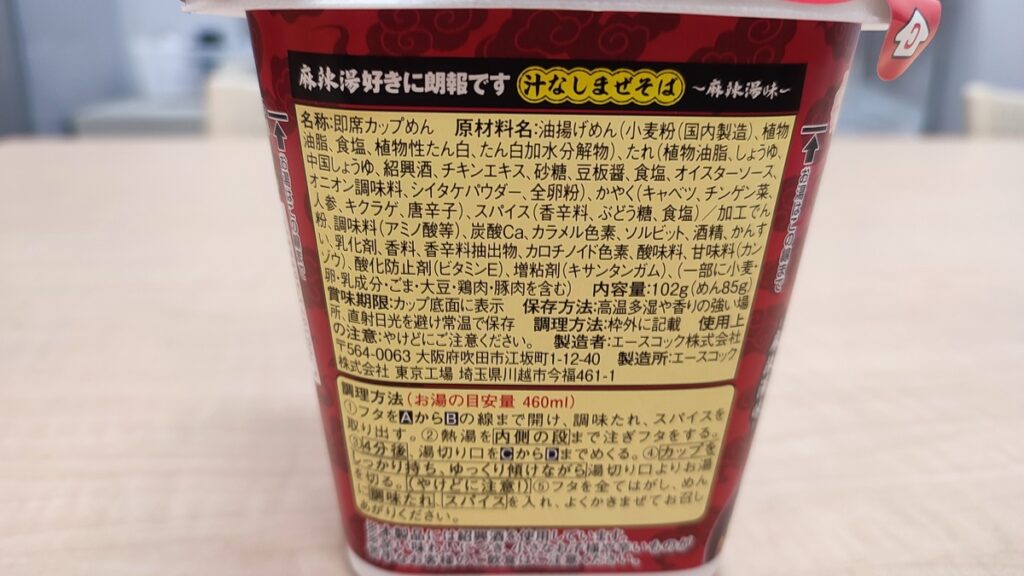 麻辣湯好きに朗報です 汁なしまぜそば ～麻辣湯味～
名称:即席カップめん 原材料名:油揚げめん(小麦粉(国内製造)、植物
油脂、食塩、植物性たん白、たん白加水分解物)、たれ(植物油脂、しょうゆ、
中国しょうゆ、紹興酒、チキンエキス、砂糖、豆板醤、食塩、オイスターソース、
オニオン調味料、シイタケパウダー、全卵粉)、かやく(キャベツ、チンゲン菜、
人参、キクラゲ、唐辛子)、スパイス(香辛料、ぶどう糖、食塩)／加工でん
粉、調味料(アミノ酸等)、炭酸Ca、カラメル色素、ソルビット、酒精、かんす
い、乳化剤、香料、香辛料抽出物、カロチノイド色素、酸味料、甘味料(カン
ゾウ)、酸化防止剤(ビタミンE)、増粘剤(キサンタンガム)、(一部に小麦・
卵・乳成分・ごま・大豆・鶏肉・豚肉を含む) 内容量:102g(めん85g)
賞味期限:カップ底面に表示 保存方法:高温多湿や香りの強い場
所、直射日光を避け常温で保存 調理方法:枠外に記載 使用上
の注意:やけどにご注意ください。 製造者:エースコック株式会社
〒564-0063 大阪府吹田市江坂町1-12-40 製造所:エースコック
株式会社 東京工場 埼玉県川越市今福461-1
調理方法(お湯の目安量 460ml)
①フタをAからBの線まで開け、調味たれ、スパイスを
取り出す。②熱湯を内側の段まで注ぎフタをする。
③4分後、湯切り口をCからDまでめくる。④カップを
しっかり持ち、ゆっくり傾けながら湯切り口よりお湯
を切る。(やけどに注意!)⑤フタを全てはがし、めん
に調味たれ、スパイスを入れ、よくかきまぜてお召し
あがりください。
本製品には紹興酒を使用しています。